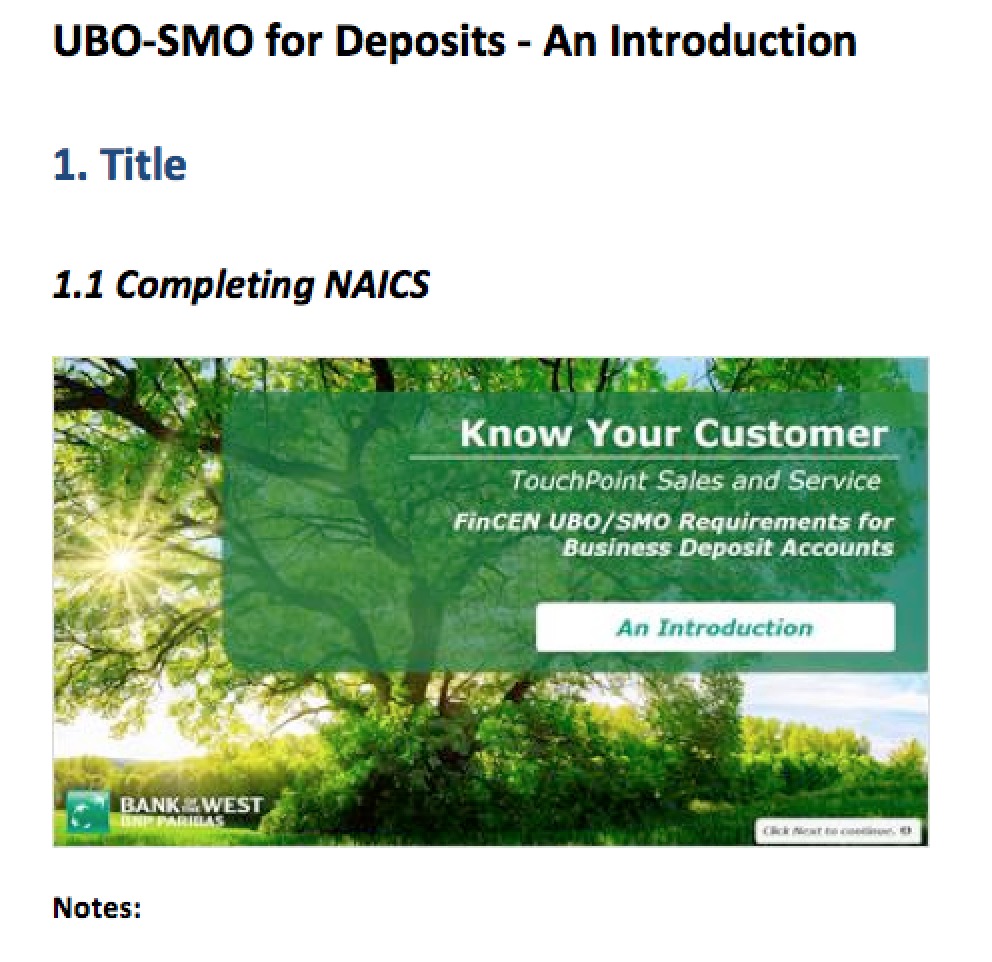 UBO-SMO for Deposits - An Introduction
1. Title
1.1 Completing NAICS
Know Your Customer
TouchPoint Sales and Service
FinCEN UBO/SMO Requirements for
Business Deposit Accounts
An Introduction
BANK OF THE WEST
BNP PARIBAS
Click Next to continue.
Notes: